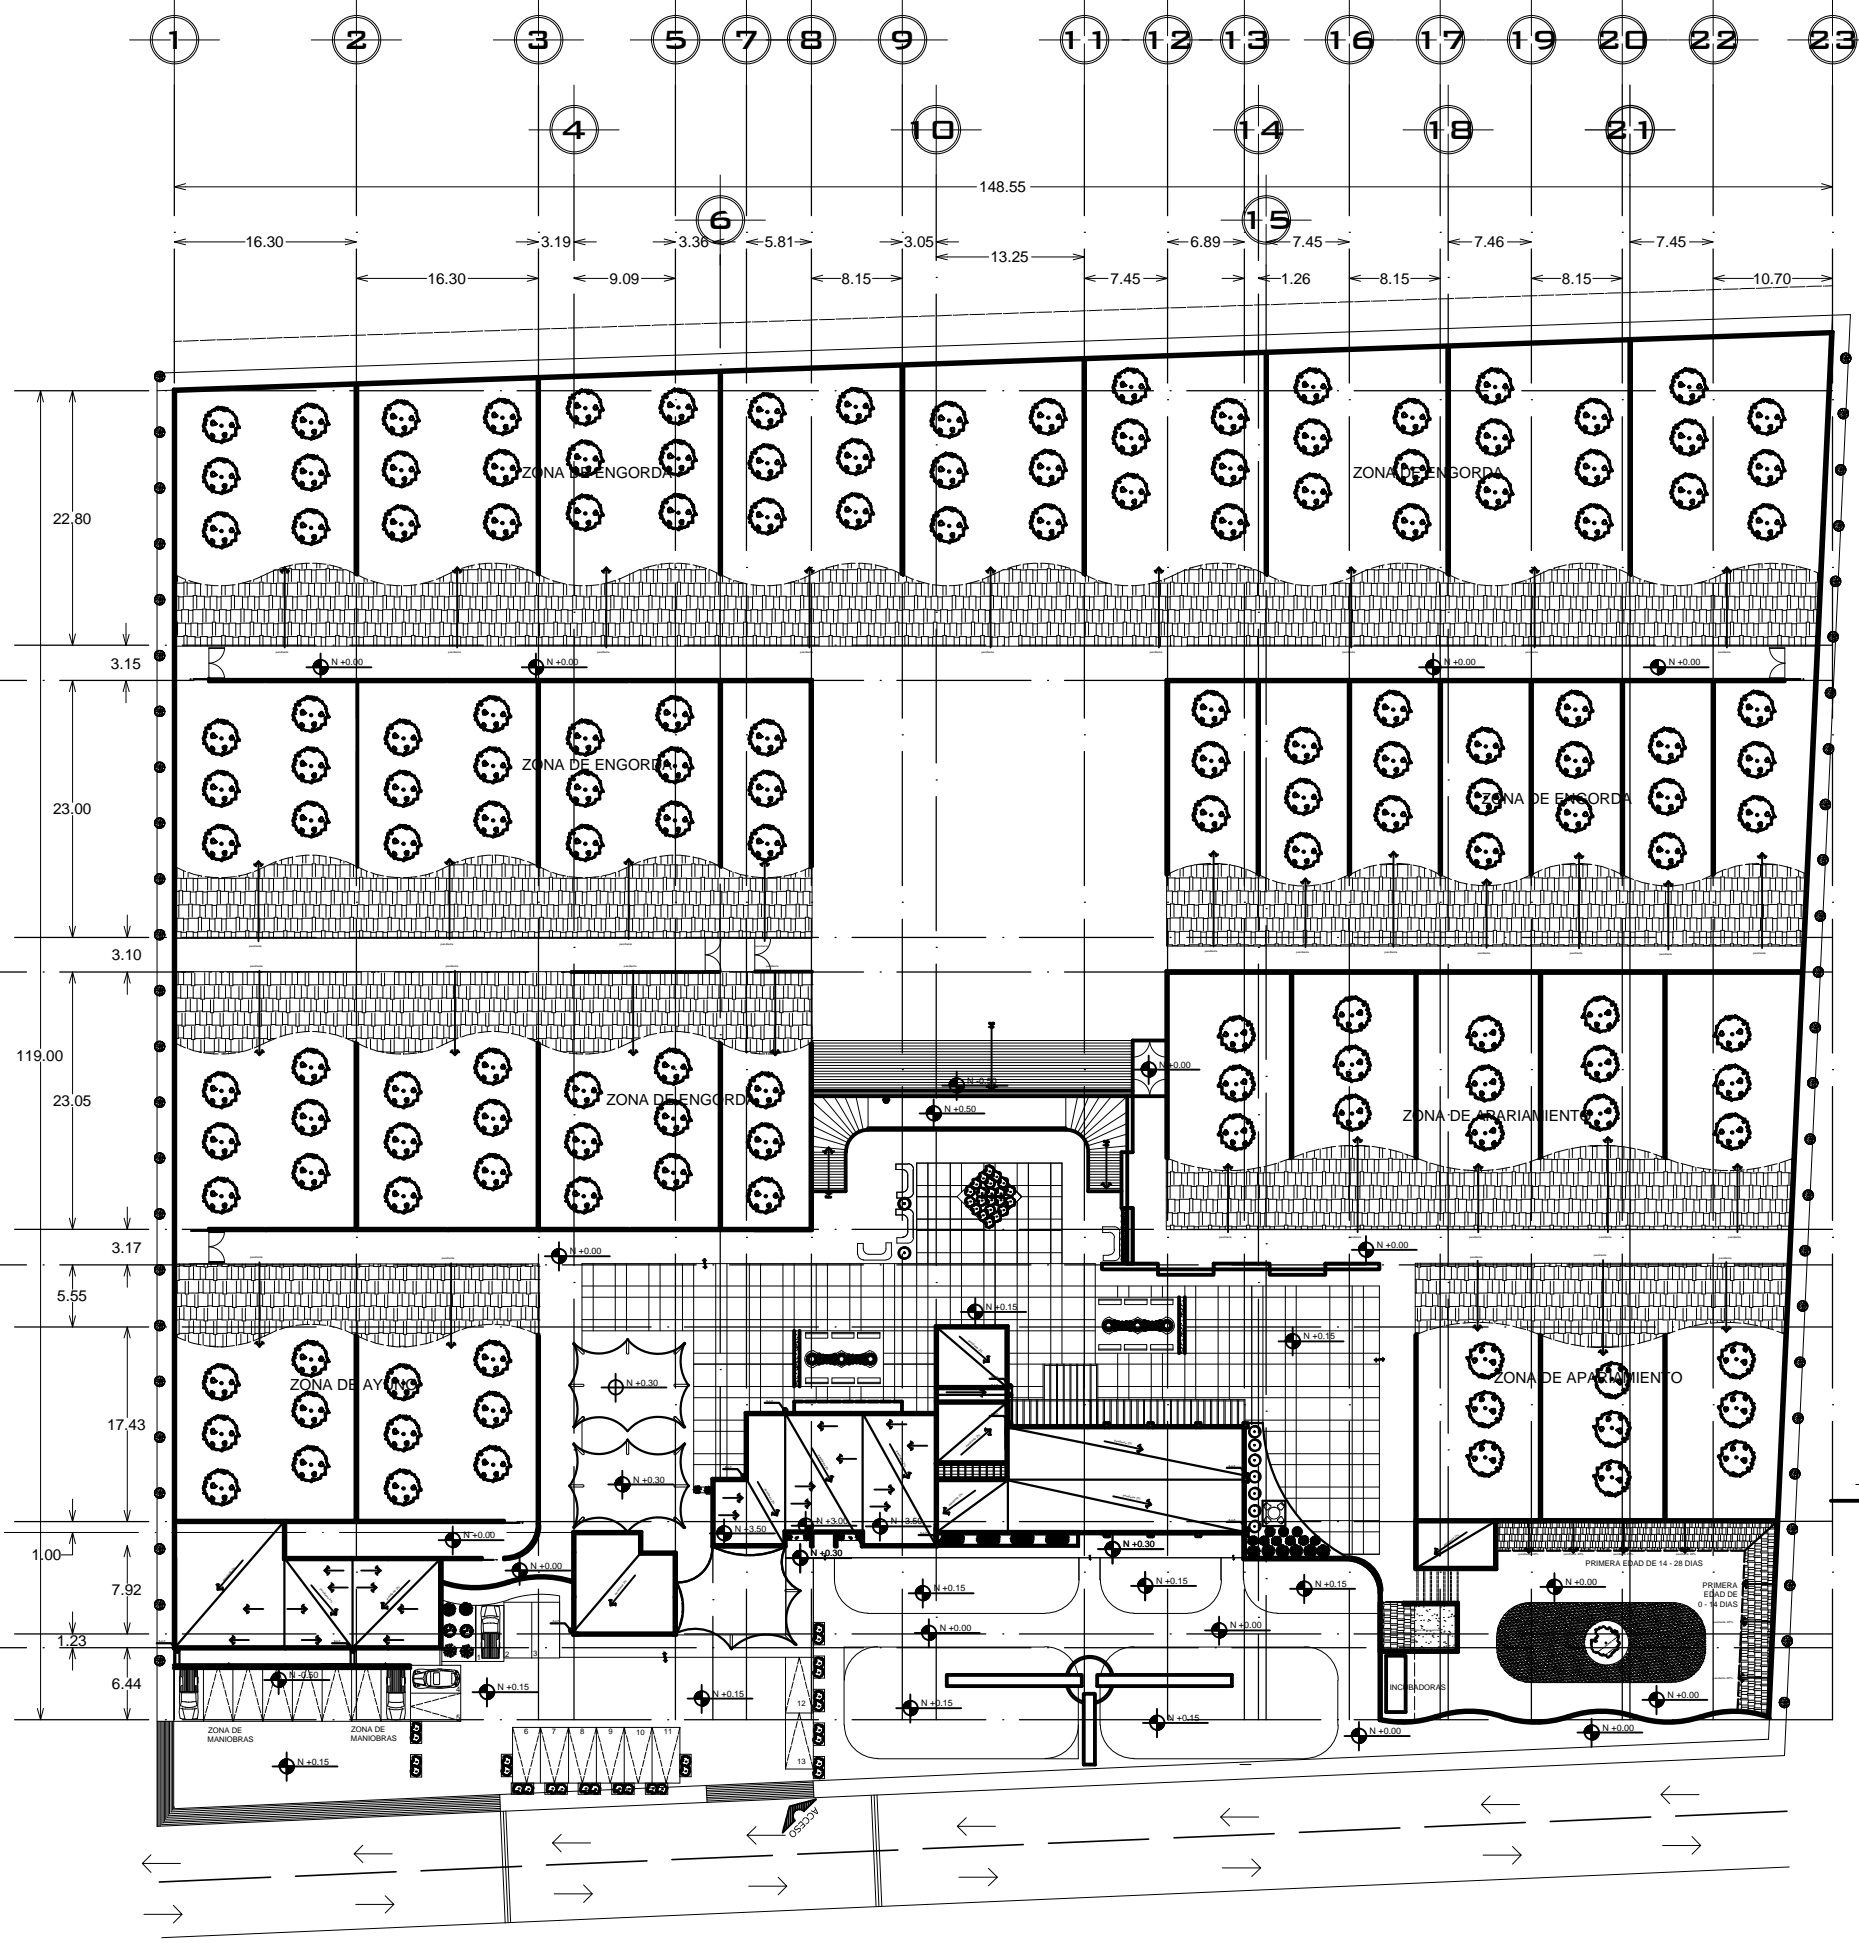 1 2 3 5 7 8 9 11 12 13 16 17 19 20 22 23
4 10 14 18 21
148.55
6 15
16.30 3.19 3.36 5.81 3.05 6.89 7.45 7.46 7.45
13.25
16.30 9.09 8.15 7.45 1.26 8.15 8.15 10.70
ZONA DE ENGORDA ZONA DE ENGORDA
22.80
3.15
N +0.00 N +0.00 N +0.00 N +0.00
ZONA DE ENGORDA
ZONA DE ENGORDA
23.00
3.10
119.00
N +0.00
N +0.50
ZONA DE ENGORDA
23.05
ZONA DE APARIAMIENTO
3.17
N +0.00 N +0.00
5.55
N +0.15
N +0.15
ZONA DE AYUNO
N +0.30
ZONA DE APARIAMIENTO
17.43
N +0.30
N +3.50 N +3.00 N +3.50
N +0.00
N +0.30 N +0.30
1.00
N +0.00
PRIMERA EDAD DE 14 - 28 DIAS
7.92
N +0.15 N +0.15 N +0.15 N +0.00
PRIMERA
EDAD DE
0 - 14 DIAS
1.23
N +0.00 N +0.00
1 2 3
6.44
N -0.50
4
5
N +0.15 N +0.15 N +0.15
INCUBADORAS
N +0.00
12
N +0.15
ZONA DE
MANIOBRAS
ZONA DE
MANIOBRAS
6 7 8 9 10 11
N +0.00 N +0.00
13
N +0.15
ACCESO